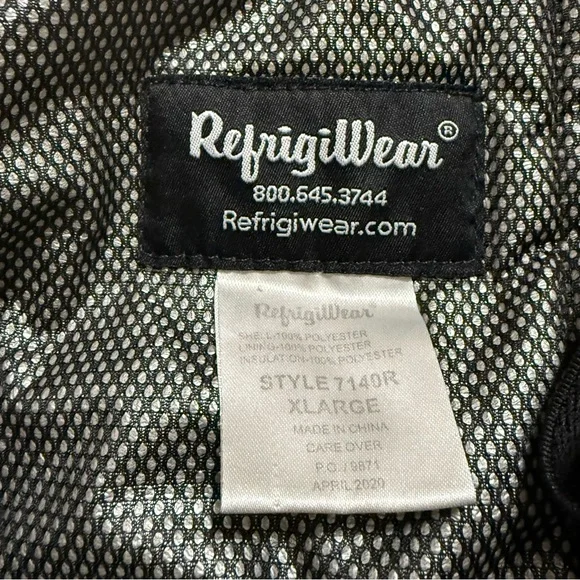 RefrigiWear®
800.645.3744
Refrigiwear.com
RefrigiWear®
SHELL-100% POLYESTER
LINING-100% POLYESTER
INSULATION-100% POLYESTER
STYLE 7140R
XLARGE
MADE IN CHINA
CARE OVER
P.O. / 9871
APRIL 2020